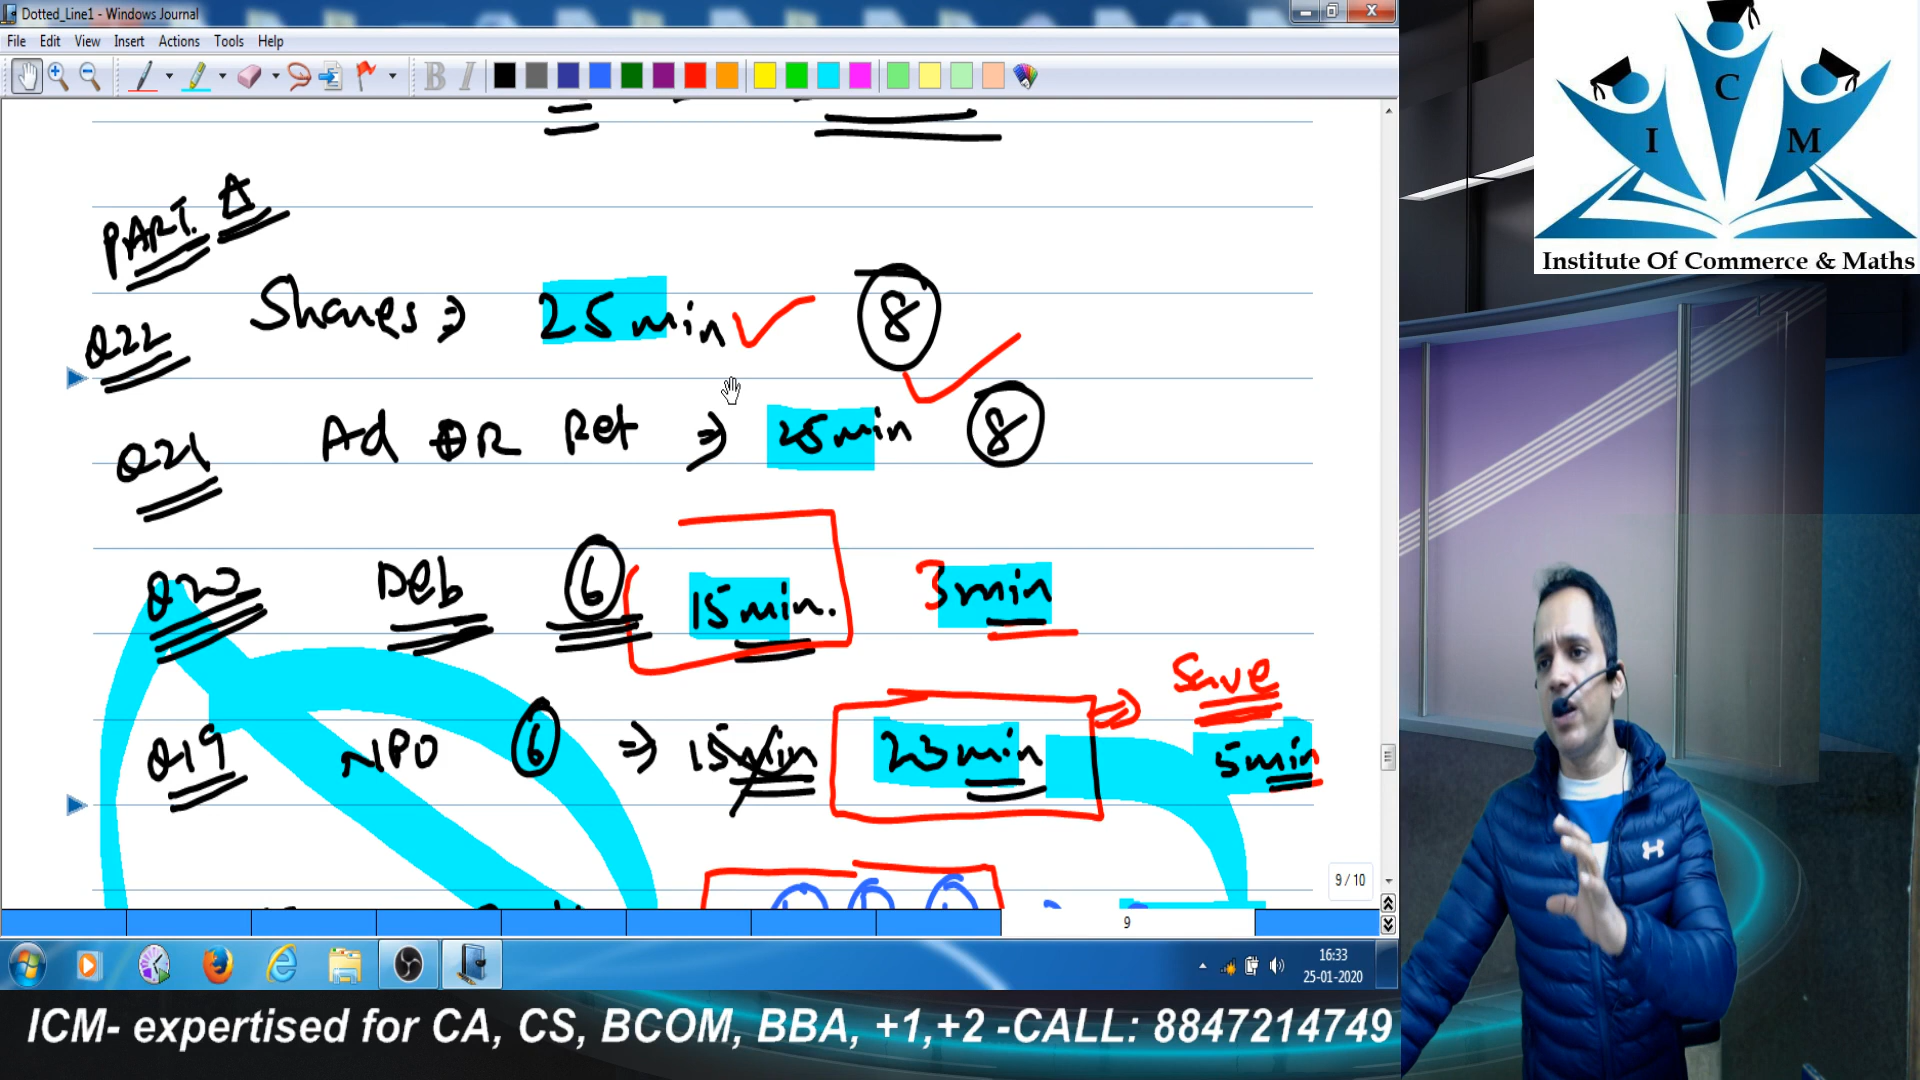 Dotted_Line1 - Windows Journal
File Edit View Insert Actions Tools Help
B I
I C M
Institute Of Commerce & Maths
PART. A
Q22 Shares ⇒ 25 min ✓ 8
Q21 Ad OR Ret ⇒ 25 min 8
Q20 Deb 6 15 min. 3 min
Save
Q19 NPO 6 ⇒ 15 min 23 min ⇒ 5 min
9 / 10
9
16:33
25-01-2020
ICM- expertised for CA, CS, BCOM, BBA, +1,+2 -CALL: 8847214749